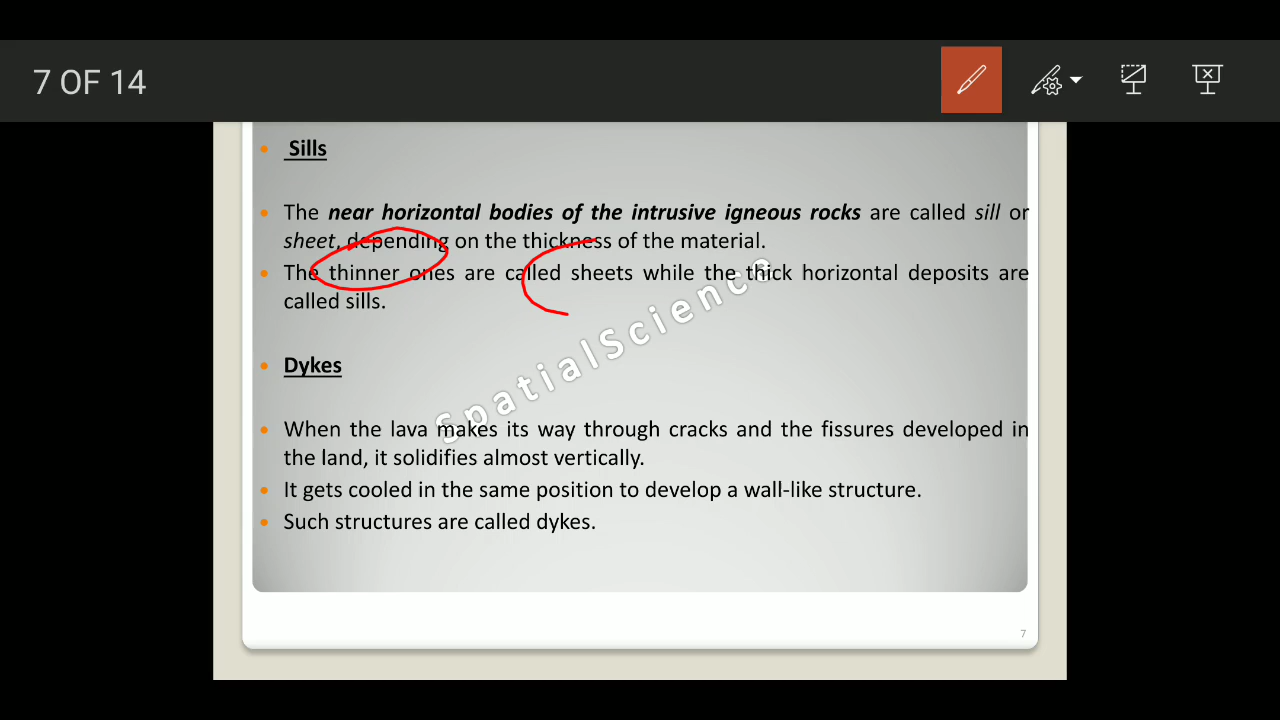 7 OF 14
Sills
The near horizontal bodies of the intrusive igneous rocks are called sill or
sheet, depending on the thickness of the material.
The thinner ones are called sheets while the thick horizontal deposits are
called sills.
SpatialScience
Dykes
When the lava makes its way through cracks and the fissures developed in
the land, it solidifies almost vertically.
It gets cooled in the same position to develop a wall-like structure.
Such structures are called dykes.
7